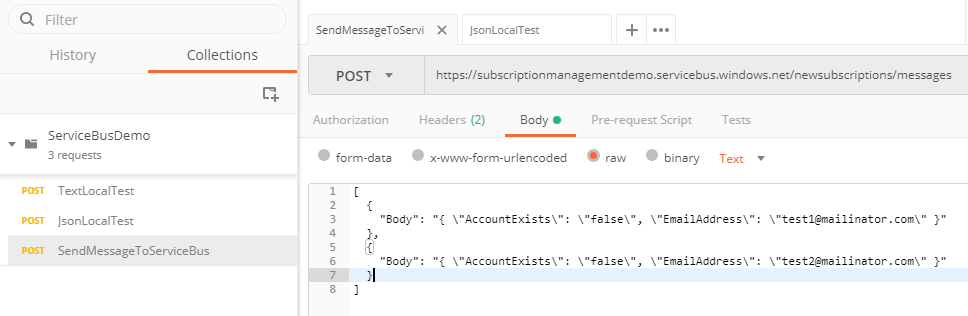 Filter
History Collections
ServiceBusDemo
3 requests
POST TextLocalTest
POST JsonLocalTest
POST SendMessageToServiceBus
SendMessageToServi JsonLocalTest
POST https://subscriptionmanagementdemo.servicebus.windows.net/newsubscriptions/messages
Authorization Headers (2) Body Pre-request Script Tests
form-data x-www-form-urlencoded raw binary Text
1 [
2 {
3 "Body": "{ \"AccountExists\": \"false\", \"EmailAddress\": \"test1@mailinator.com\" }"
4 },
5 {
6 "Body": "{ \"AccountExists\": \"false\", \"EmailAddress\": \"test2@mailinator.com\" }"
7 }
8 ]